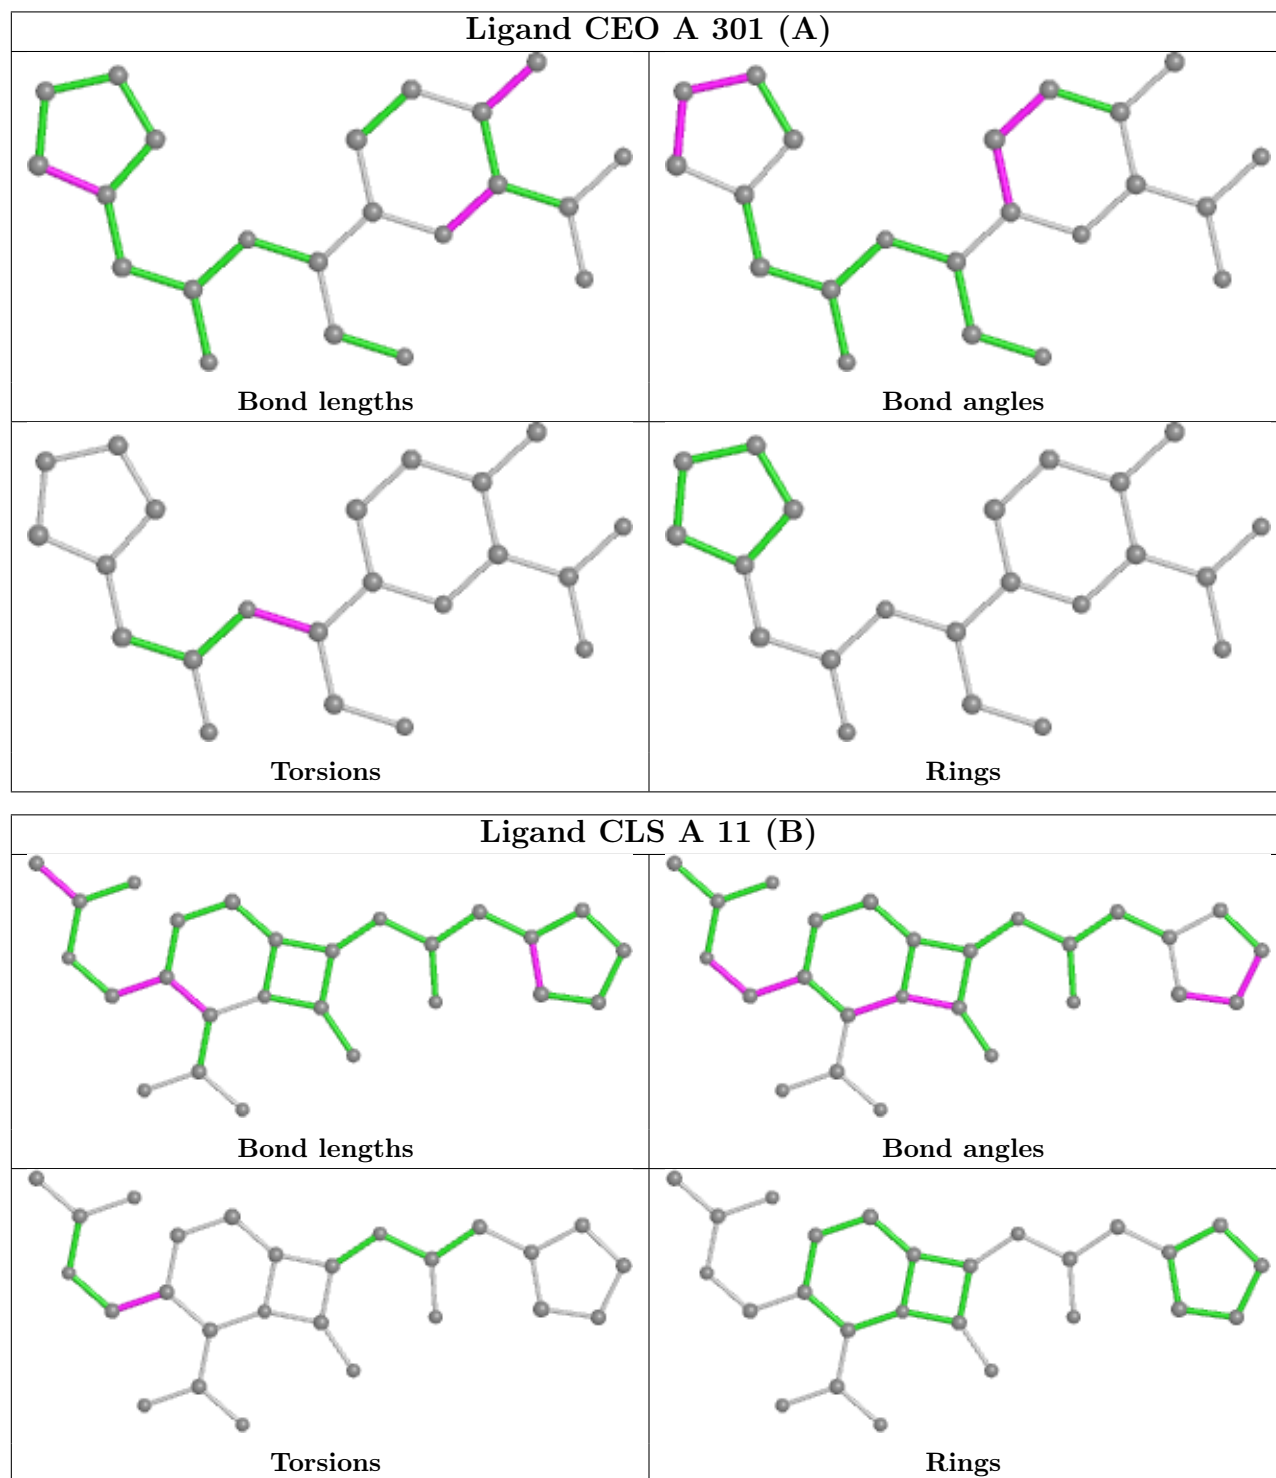 Ligand CEO A 301 (A)
Bond lengths
Bond angles
Torsions
Rings
Ligand CLS A 11 (B)
Bond lengths
Bond angles
Torsions
Rings